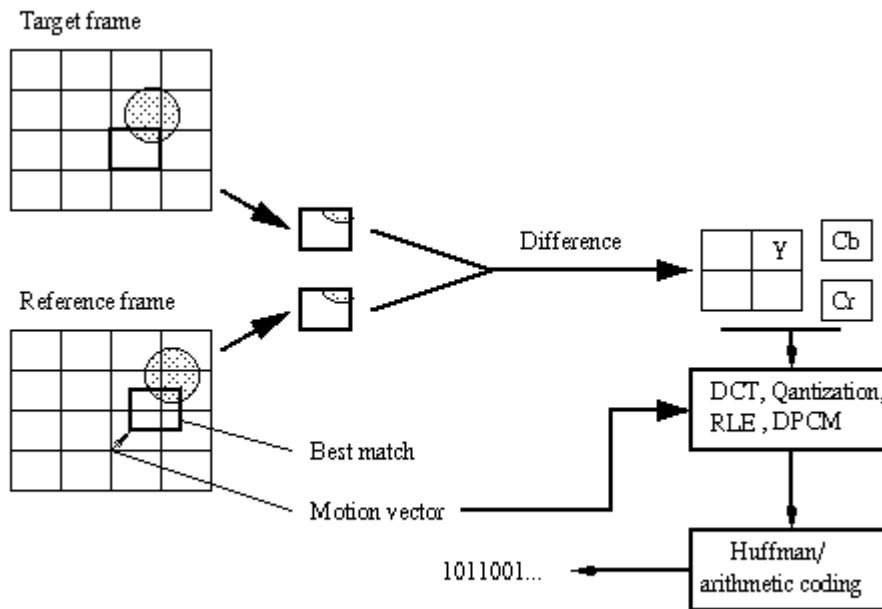 Target frame
Difference
Y
Cb
Cr
Reference frame
DCT, Qantization,
RLE , DPCM
Best match
Motion vector
Huffman/
arithmetic coding
1011001...